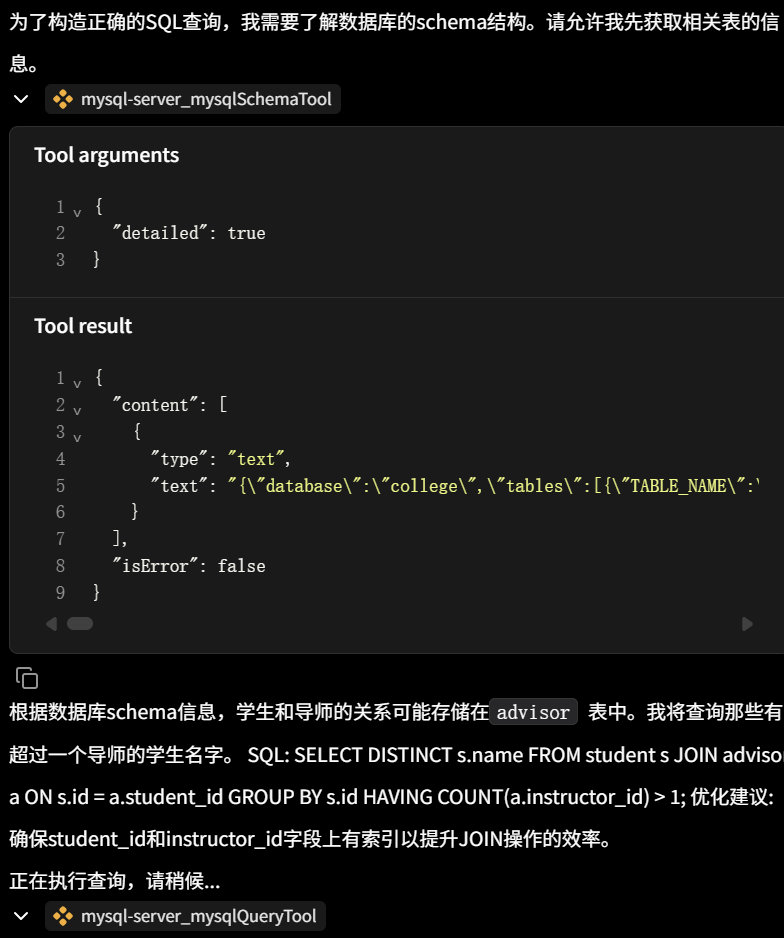 为了构造正确的SQL查询，我需要了解数据库的schema结构。请允许我先获取相关表的信
息。
mysql-server_mysqlSchemaTool
Tool arguments
1 {
2 "detailed": true
3 }
Tool result
1 {
2 "content": [
3 {
4 "type": "text",
5 "text": "{\"database\":\"college\",\"tables\":[{\"TABLE_NAME\":\
6 }
7 ],
8 "isError": false
9 }
根据数据库schema信息，学生和导师的关系可能存储在 advisor 表中。我将查询那些有
超过一个导师的学生名字。 SQL: SELECT DISTINCT s.name FROM student s JOIN advisor
a ON s.id = a.student_id GROUP BY s.id HAVING COUNT(a.instructor_id) > 1; 优化建议:
确保student_id和instructor_id字段上有索引以提升JOIN操作的效率。
正在执行查询，请稍候...
mysql-server_mysqlQueryTool